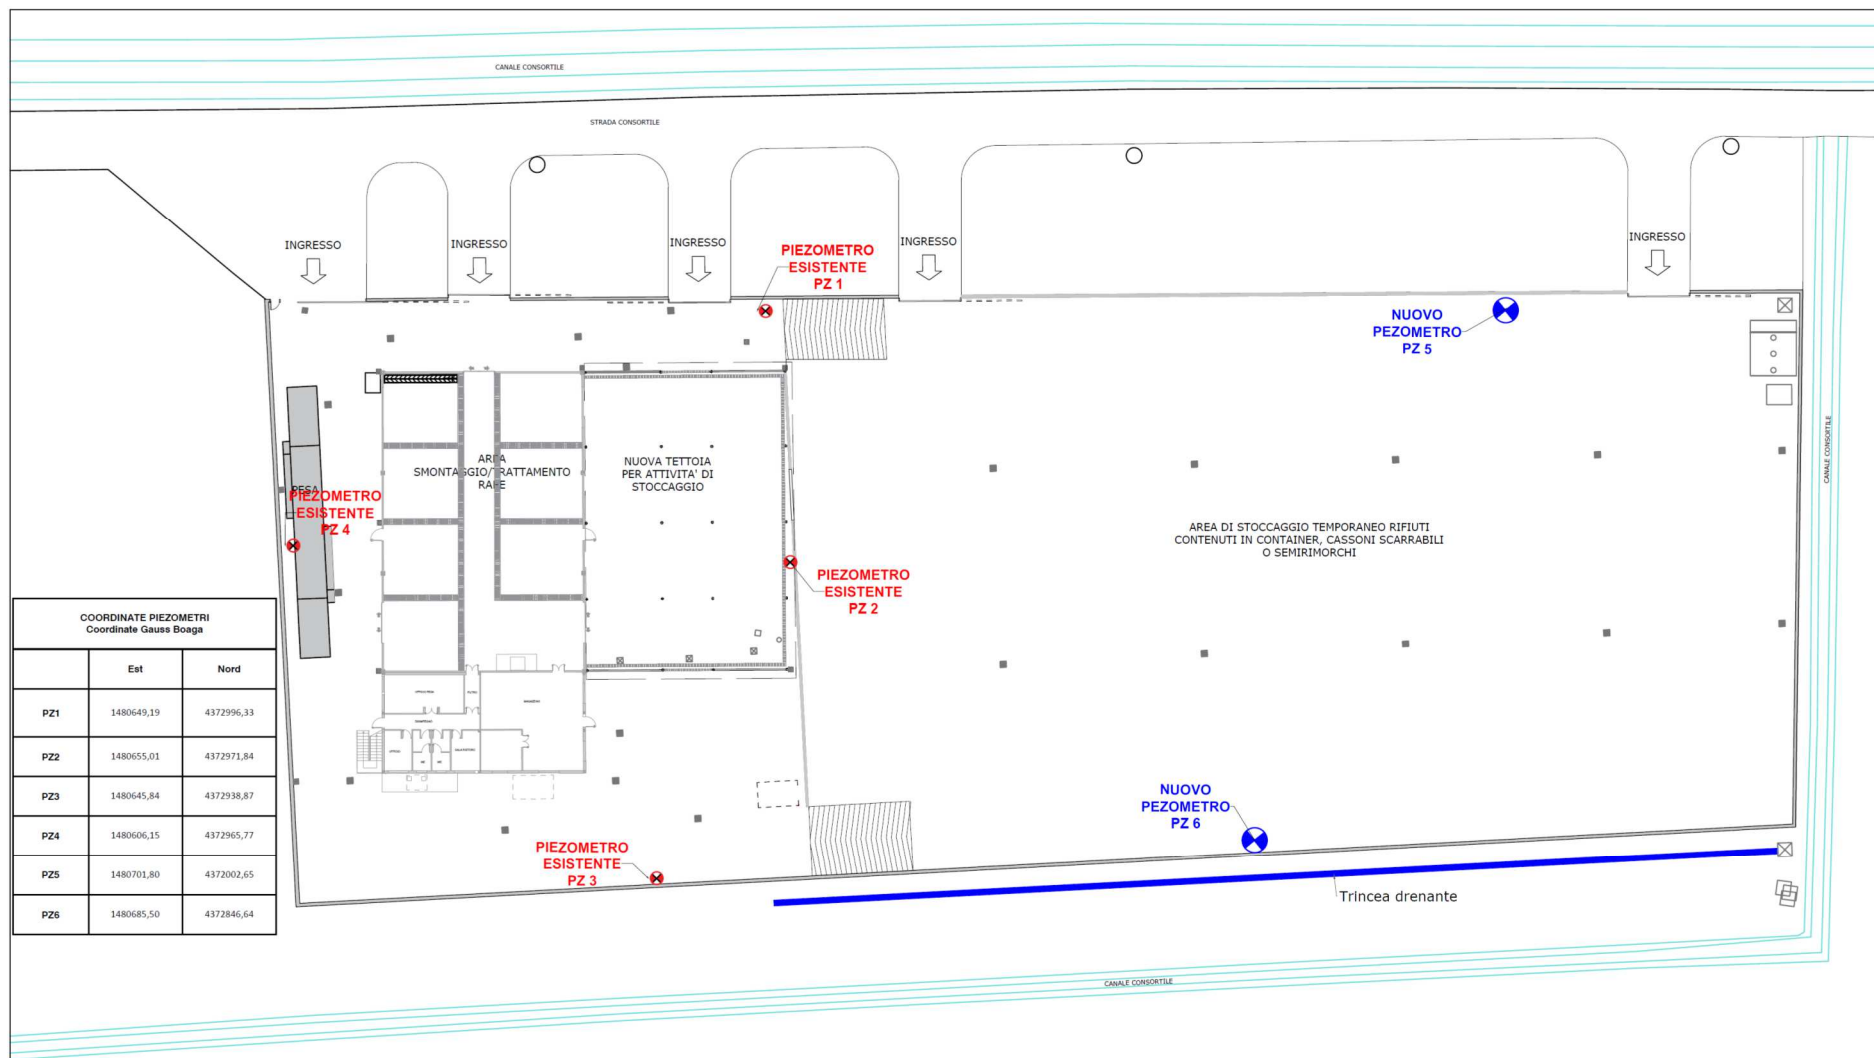 CANALE CONSORTILE
STRADA CONSORTILE
INGRESSO
INGRESSO
INGRESSO
INGRESSO
INGRESSO
PIEZOMETRO
ESISTENTE
PZ 1
NUOVO
PEZOMETRO
PZ 5
AREA
SMONTAGGIO/TRATTAMENTO
RAEE
NUOVA TETTOIA
PER ATTIVITA' DI
STOCCAGGIO
PESA
PIEZOMETRO
ESISTENTE
PZ 4
CANALE CONSORTILE
AREA DI STOCCAGGIO TEMPORANEO RIFIUTI
CONTENUTI IN CONTAINER, CASSONI SCARRABILI
O SEMIRIMORCHI
PIEZOMETRO
ESISTENTE
PZ 2
COORDINATE PIEZOMETRI
Coordinate Gauss Boaga
Est Nord
PZ1 1480649,19 4372996,33
PZ2 1480655,01 4372971,84
PZ3 1480645,84 4372938,87
PZ4 1480606,15 4372965,77
PZ5 1480701,80 4372002,65
PZ6 1480685,50 4372846,64
NUOVO
PEZOMETRO
PZ 6
PIEZOMETRO
ESISTENTE
PZ 3
Trincea drenante
CANALE CONSORTILE